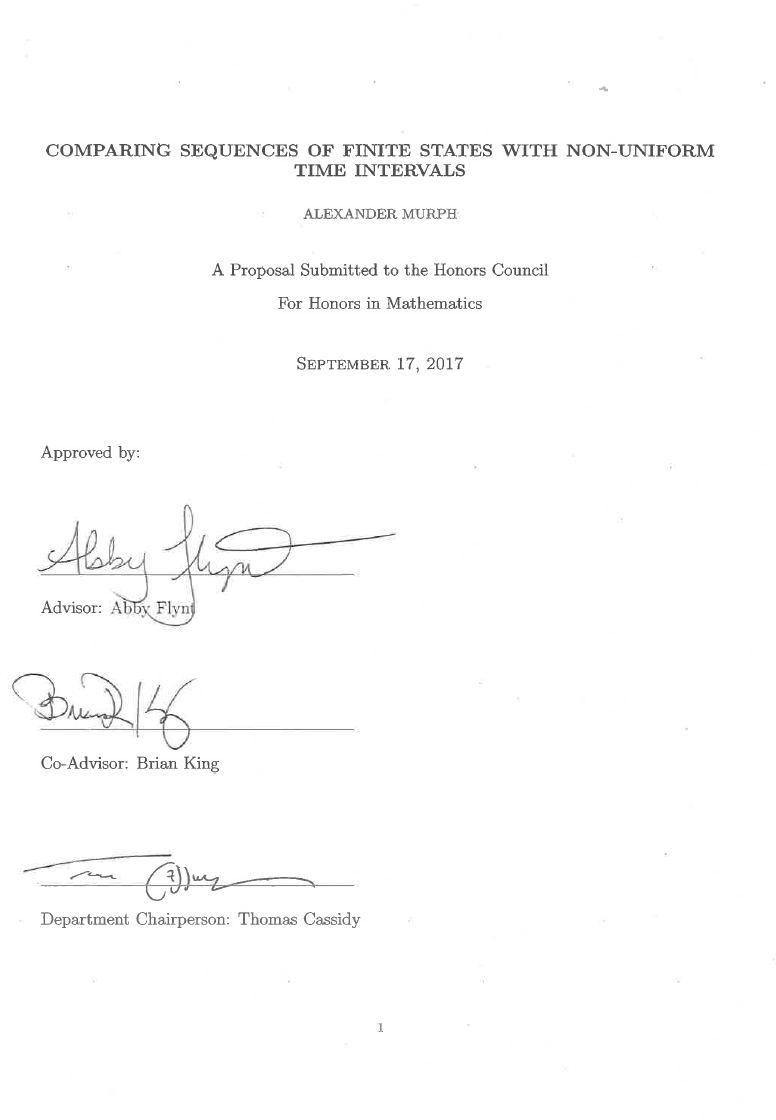 COMPARING SEQUENCES OF FINITE STATES WITH NON-UNIFORM
TIME INTERVALS
ALEXANDER MURPH
A Proposal Submitted to the Honors Council
For Honors in Mathematics
SEPTEMBER 17, 2017
Approved by:
Abby Flynt
Advisor: Abby Flynt
Brian King
Co-Advisor: Brian King
Department Chairperson: Thomas Cassidy
1